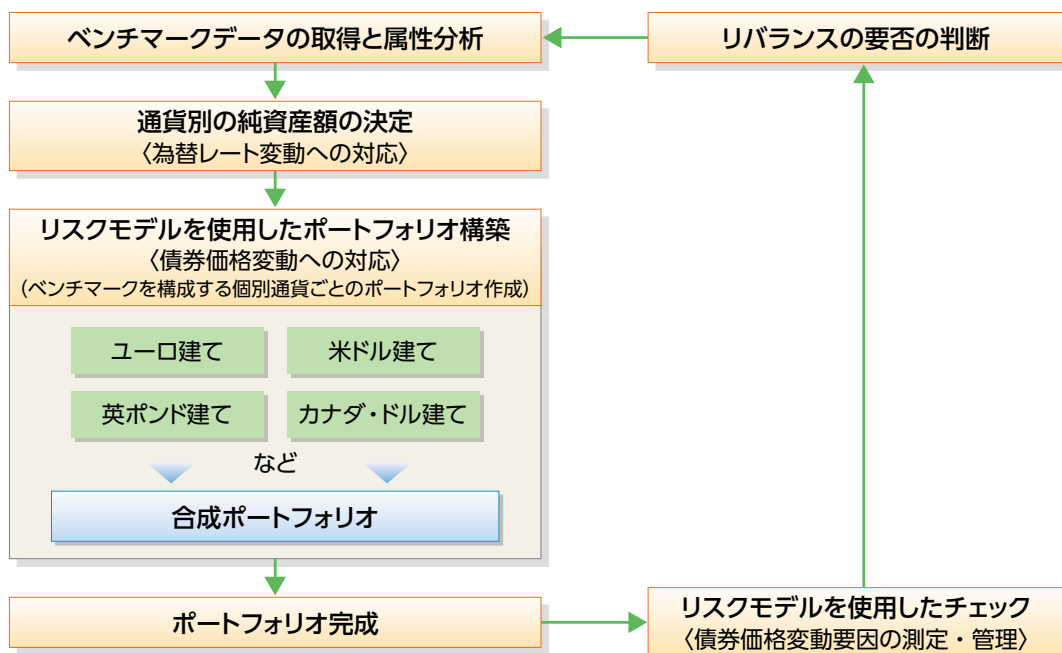 ベンチマークデータの取得と属性分析
リバランスの要否の判断
通貨別の純資産額の決定
〈為替レート変動への対応〉
リスクモデルを使用したポートフォリオ構築
〈債券価格変動への対応〉
(ベンチマークを構成する個別通貨ごとのポートフォリオ作成)
ユーロ建て
米ドル建て
英ポンド建て
カナダ・ドル建て
など
合成ポートフォリオ
ポートフォリオ完成
リスクモデルを使用したチェック
〈債券価格変動要因の測定・管理〉